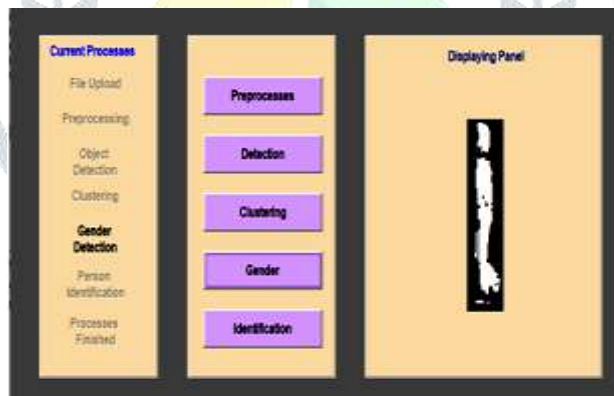 Current Processes
File Upload
Preprocessing
Object
Detection
Clustering
Gender
Detection
Person
Identification
Processes
Finished
Preprocesses
Detection
Clustering
Gender
Identification
Displaying Panel